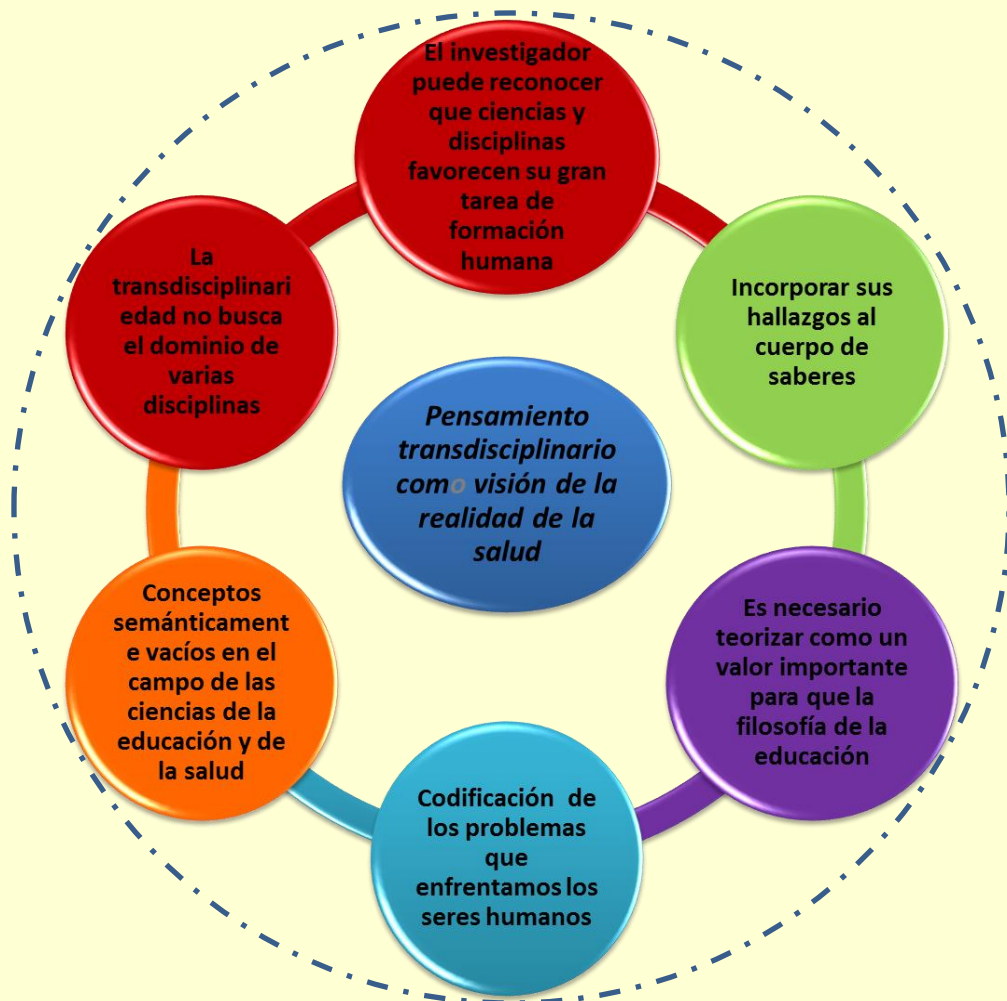 El investigador
puede reconocer
que ciencias y
disciplinas
favorecen su gran
tarea de
formación
humana
Incorporar sus
hallazgos al
cuerpo de
saberes
Es necesario
teorizar como un
valor importante
para que la
filosofía de la
educación
Codificación de
los problemas
que
enfrentamos los
seres humanos
Conceptos
semánticament
e vacíos en el
campo de las
ciencias de la
educación y de
la salud
La
transdisciplinari
edad no busca
el dominio de
varias
disciplinas
Pensamiento
transdisciplinario
como visión de la
realidad de la
salud